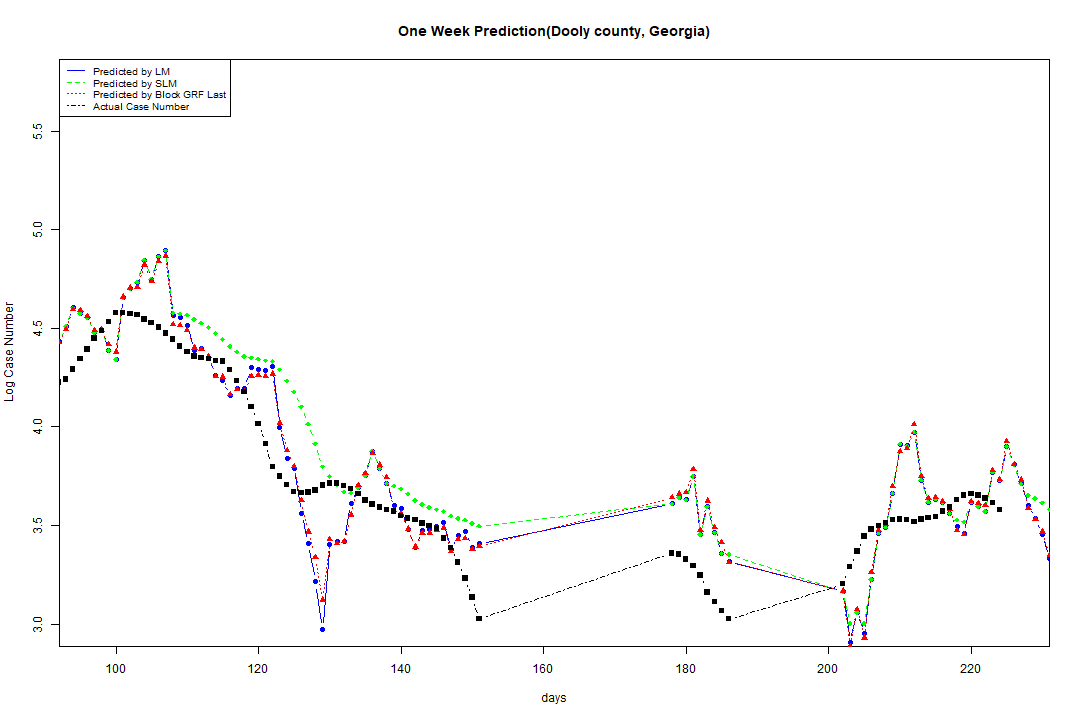 One Week Prediction(Dooly county, Georgia)
Predicted by LM
Predicted by SLM
Predicted by Block GRF Last
Actual Case Number
5.5
5.0
4.5
4.0
3.5
3.0
Log Case Number
100 120 140 160 180 200 220
days